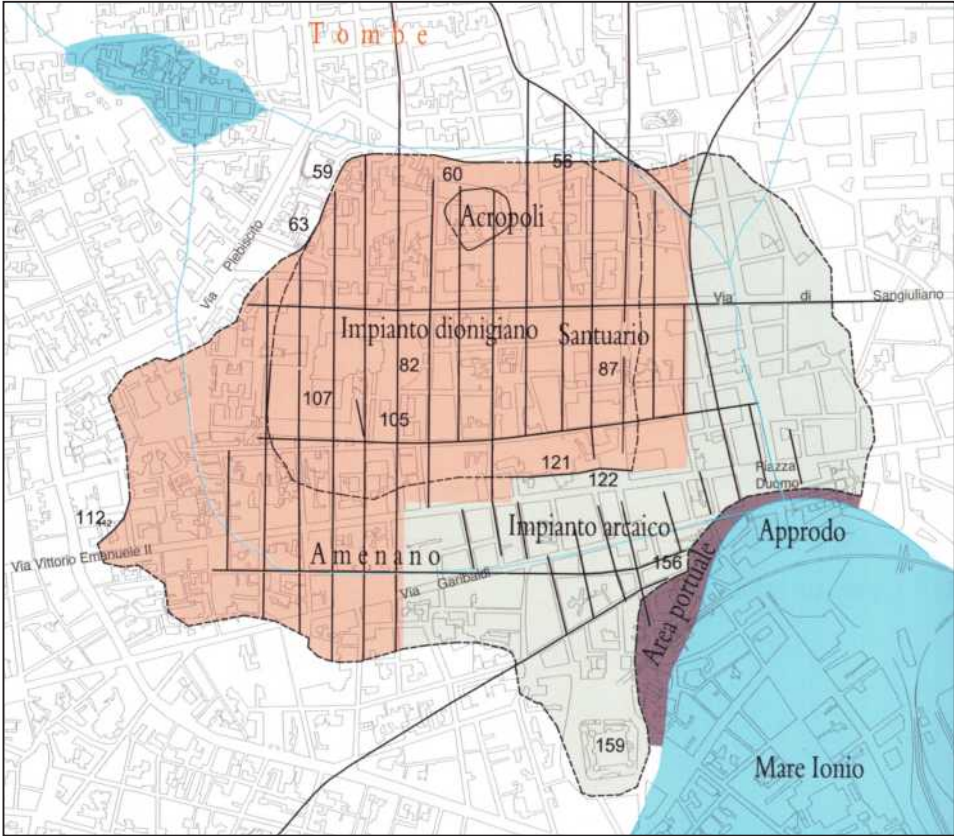 Tombe
59
60
56
63
Acropoli
Via Plebiscito
Via di Sangiuliano
Impianto dionigiano
Santuario
82
87
107
105
121
122
Piazza
Duomo
112
Impianto arcaico
Approdo
Via Vittorio Emanuele II
Amenano
156
Via Garibaldi
Area portuale
159
Mare Ionio